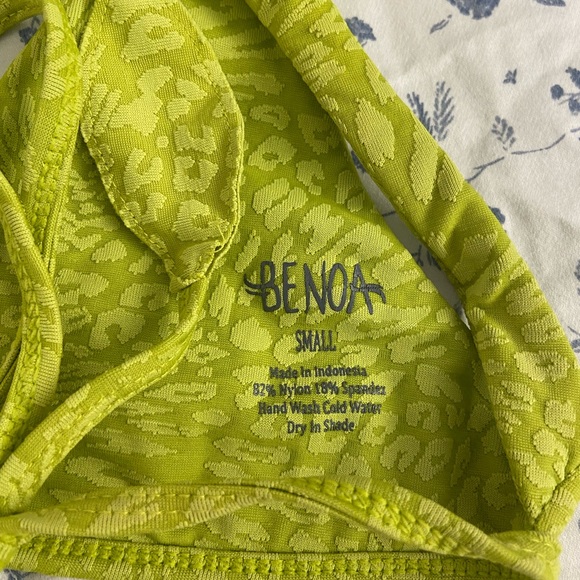 BENOA
SMALL
Made In Indonesia
82% Nylon 18% Spandex
Hand Wash Cold Water
Dry In Shade